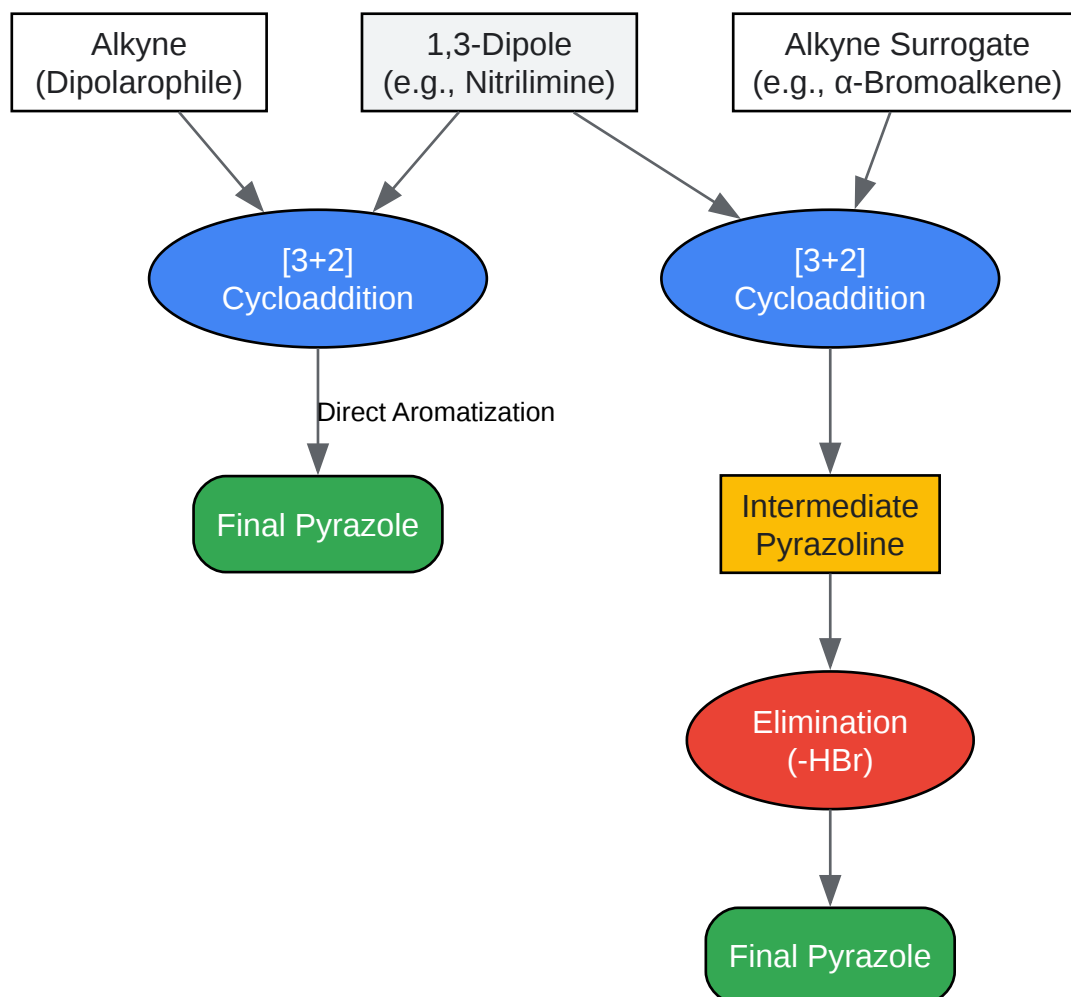 Alkyne
(Dipolarophile)
1,3-Dipole
(e.g., Nitrilimine)
Alkyne Surrogate
(e.g., α-Bromoalkene)
[3+2]
Cycloaddition
[3+2]
Cycloaddition
Direct Aromatization
Final Pyrazole
Intermediate
Pyrazoline
Elimination
(-HBr)
Final Pyrazole